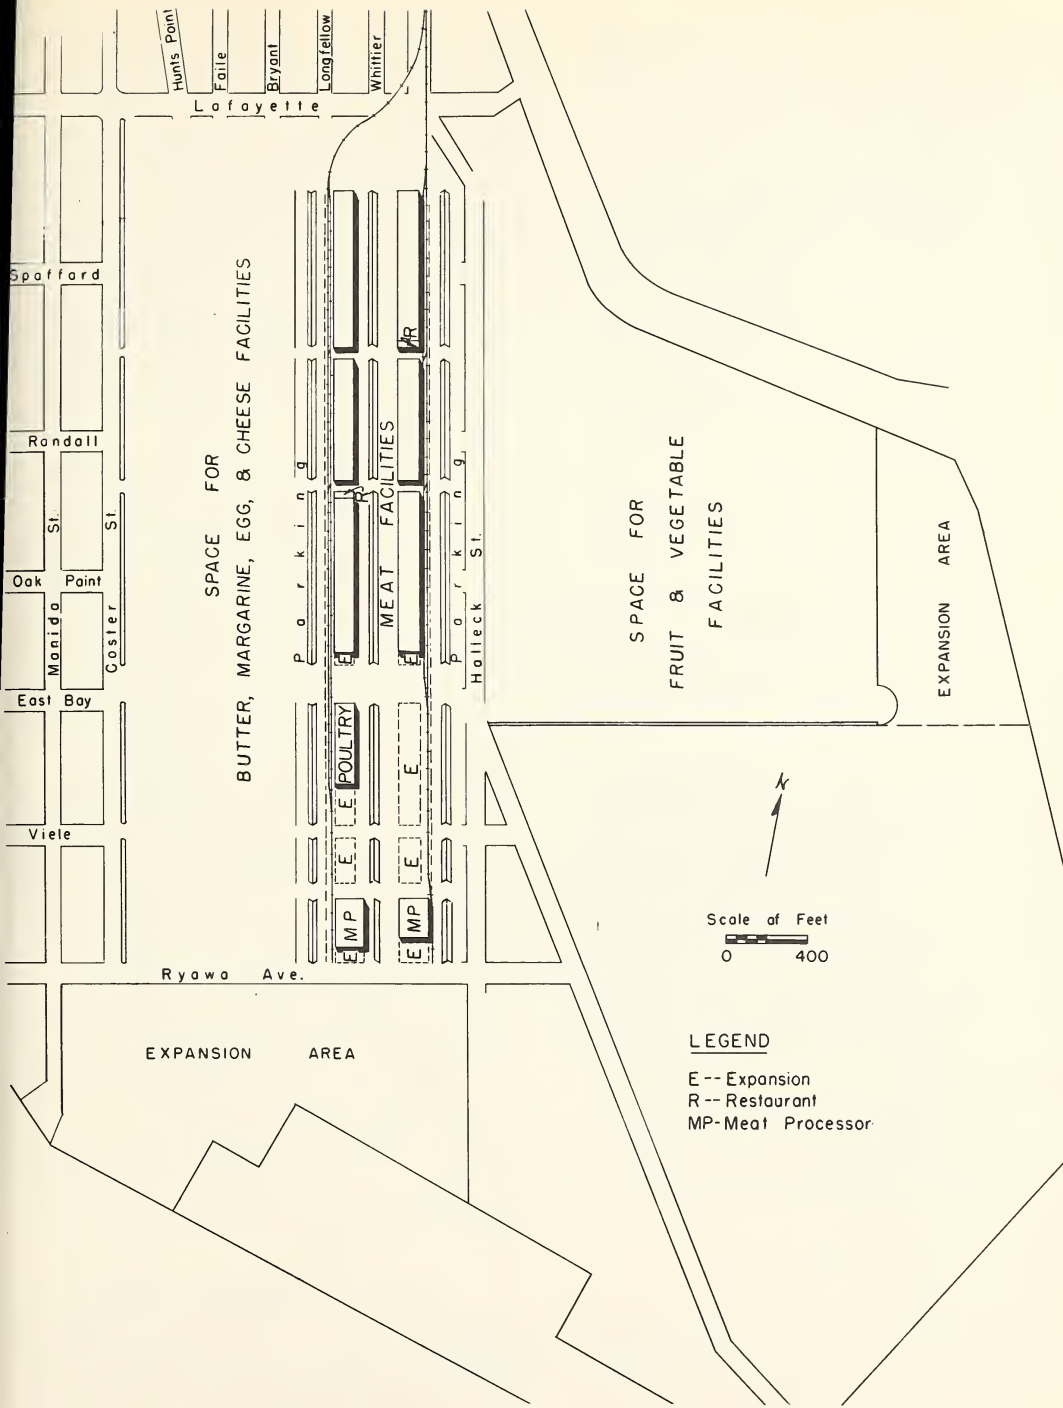 Hunts Point
Faile
Bryant
Longfellow
Whittier
Lafayette
Spafford
Randall
Manida St.
Coster St.
Oak Point
East Bay
Viele
Ryawa Ave.
SPACE FOR
BUTTER, MARGARINE, EGG, & CHEESE FACILITIES
Parking
MEAT FACILITIES
R
R
E
E
POULTRY
E
E
E
E
MP
MP
E
E
Parking
Halleck St.
SPACE FOR
FRUIT & VEGETABLE
FACILITIES
EXPANSION AREA
N
Scale of Feet
0 400
EXPANSION AREA
LEGEND
E -- Expansion
R -- Restaurant
MP-Meat Processor